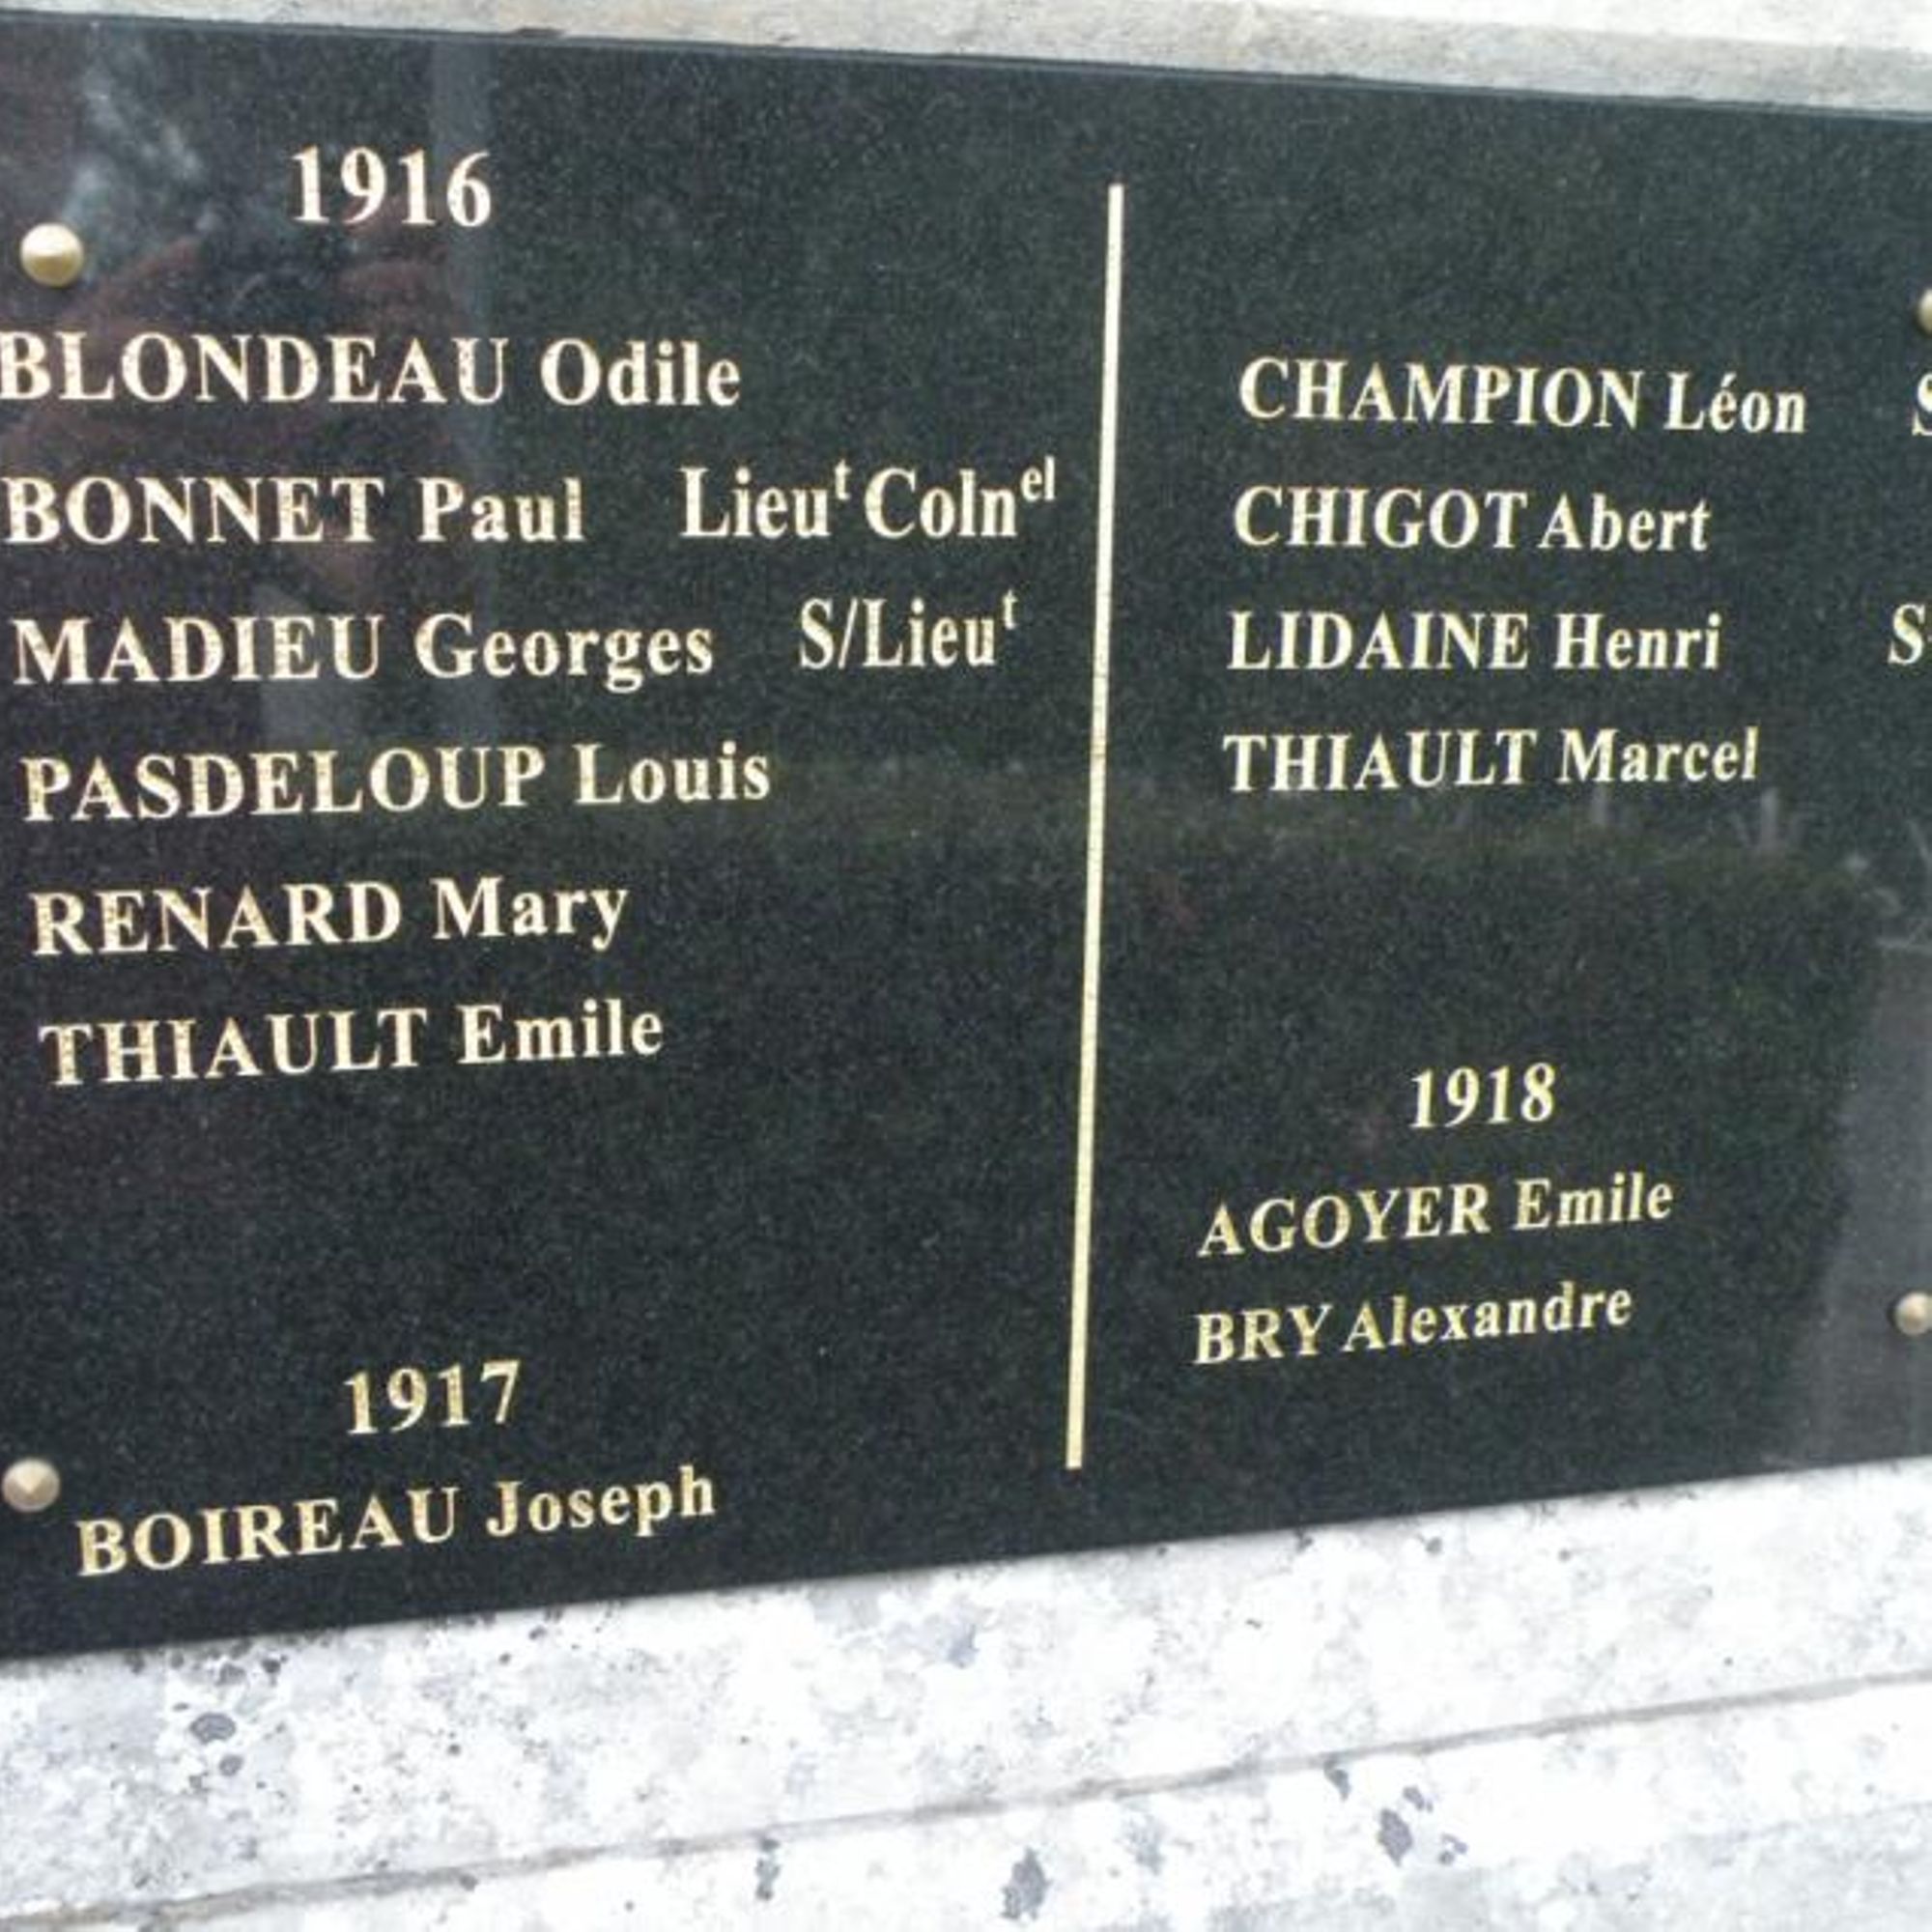 1916
BLONDEAU Odile
BONNET Paul Lieut Colnel
MADIEU Georges S/Lieut
PASDELOUP Louis
RENARD Mary
THIAULT Emile
1917
BOIREAU Joseph
CHAMPION Léon
CHIGOT Abert
LIDAINE Henri
THIAULT Marcel
1918
AGOYER Emile
BRY Alexandre